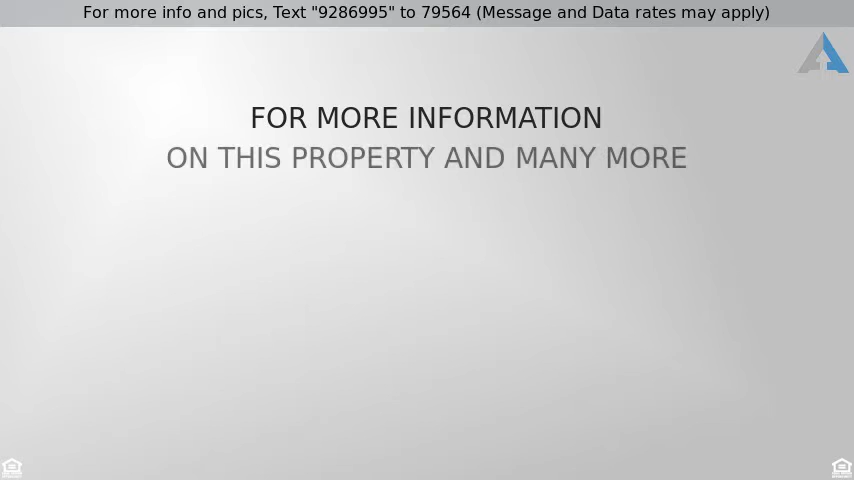 For more info and pics, Text "9286995" to 79564 (Message and Data rates may apply)
FOR MORE INFORMATION
ON THIS PROPERTY AND MANY MORE